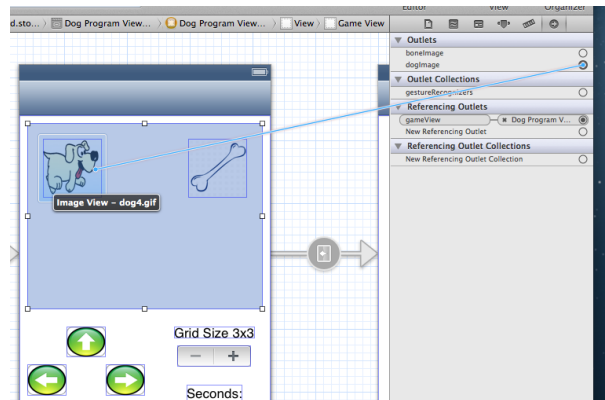 Editor View Organizer
d.sto... Dog Program View... Dog Program View... View Game View
Outlets
boneImage
dogImage
Outlet Collections
gestureRecognizers
Referencing Outlets
gameView Dog Program V...
New Referencing Outlet
Referencing Outlet Collections
New Referencing Outlet Collection
Image View – dog4.gif
Grid Size 3x3
− +
Seconds: